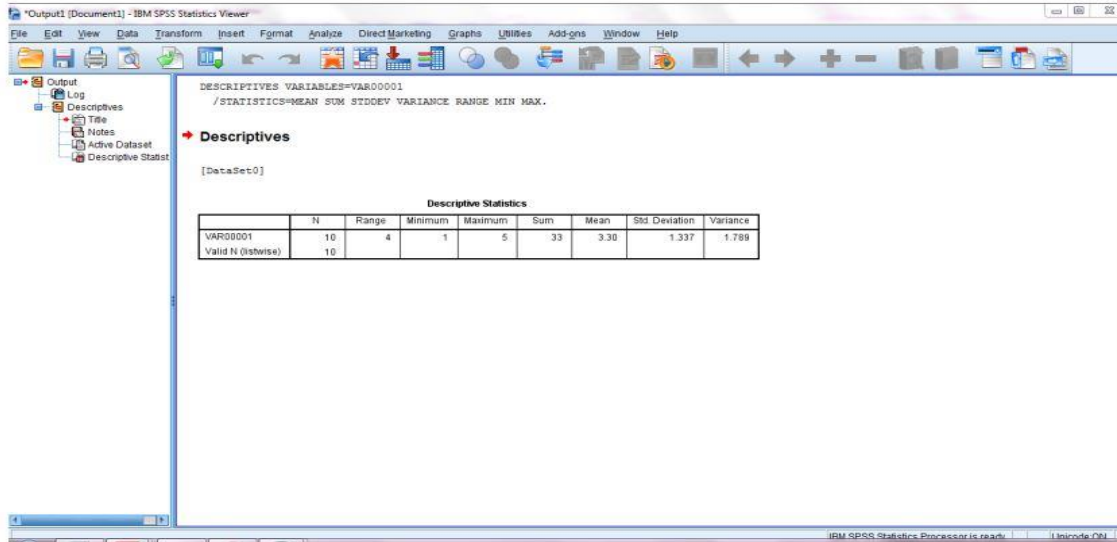 *Output1 [Document1] - IBM SPSS Statistics Viewer
File Edit View Data Transform Insert Format Analyze Direct Marketing Graphs Utilities Add-ons Window Help
Output
Log
Descriptives
Title
Notes
Active Dataset
Descriptive Statist
DESCRIPTIVES VARIABLES=VAR00001
/STATISTICS=MEAN SUM STDDEV VARIANCE RANGE MIN MAX.
Descriptives
[DataSet0]
Descriptive Statistics
N Range Minimum Maximum Sum Mean Std. Deviation Variance
VAR00001 10 4 1 5 33 3.30 1.337 1.789
Valid N (listwise) 10
IBM SPSS Statistics Processor is ready Unicode:ON